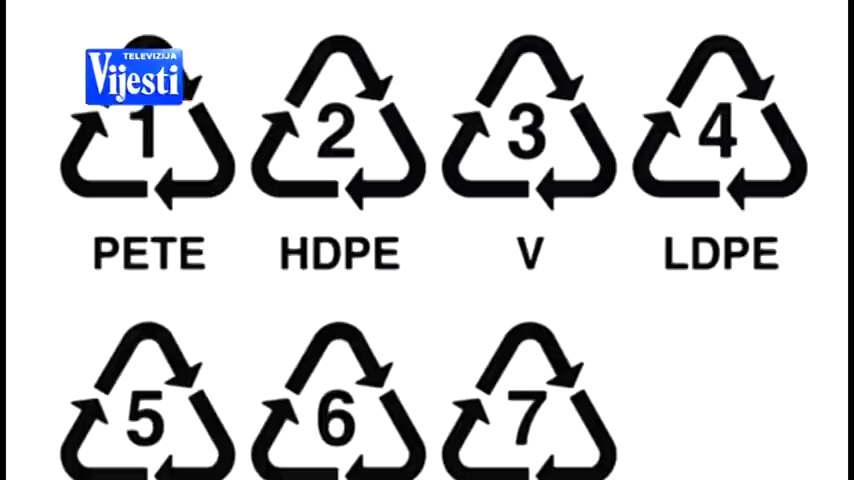 TELEVIZIJA
Vijesti
1 2 3 4
PETE HDPE V LDPE
5 6 7